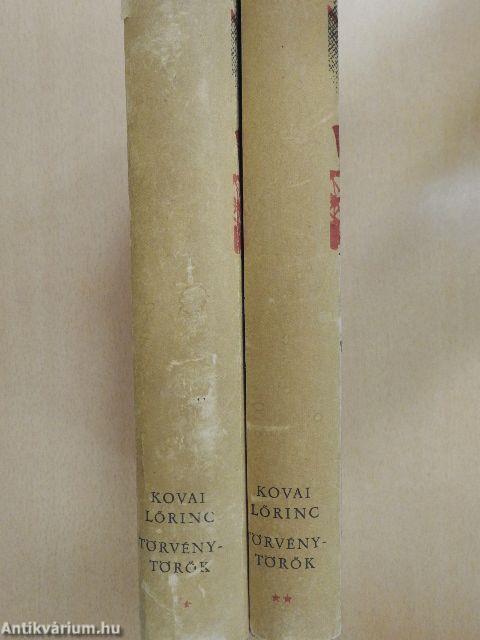 KOVAI
LŐRINC
TÖRVÉNY-
TÖRŐK
*
KOVAI
LŐRINC
TÖRVÉNY-
TÖRŐK
**
Antikvárium.hu